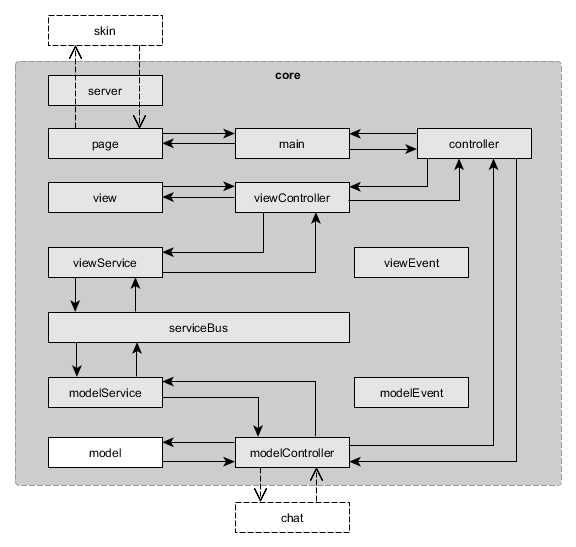 skin
core
server
page
main
controller
view
viewController
viewService
viewEvent
serviceBus
modelService
modelEvent
model
modelController
chat